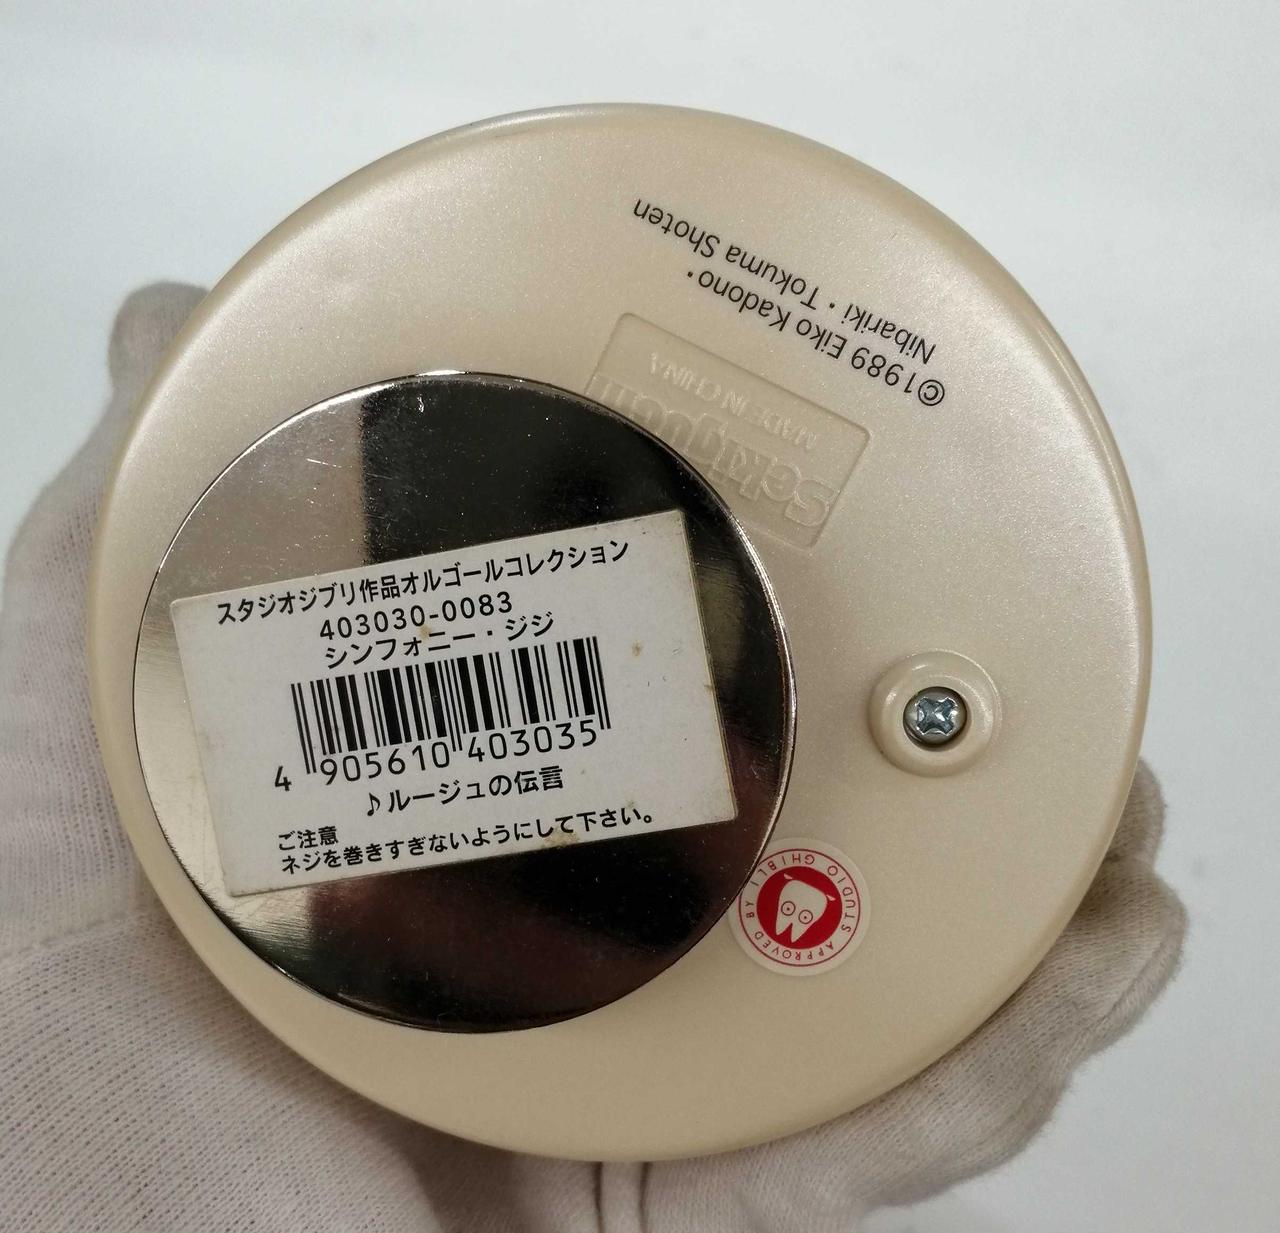 スタジオジブリ作品オルゴールコレクション
403030-0083
シンフォニー・ジジ
4 905610 403035
♪ルージュの伝言
ご注意
ネジを巻きすぎないようにして下さい。
©1989 Eiko Kadono・
Nibariki・Tokuma Shoten
Sekiguchi
MADE IN CHINA
APPROVED BY STUDIO GHIBLI